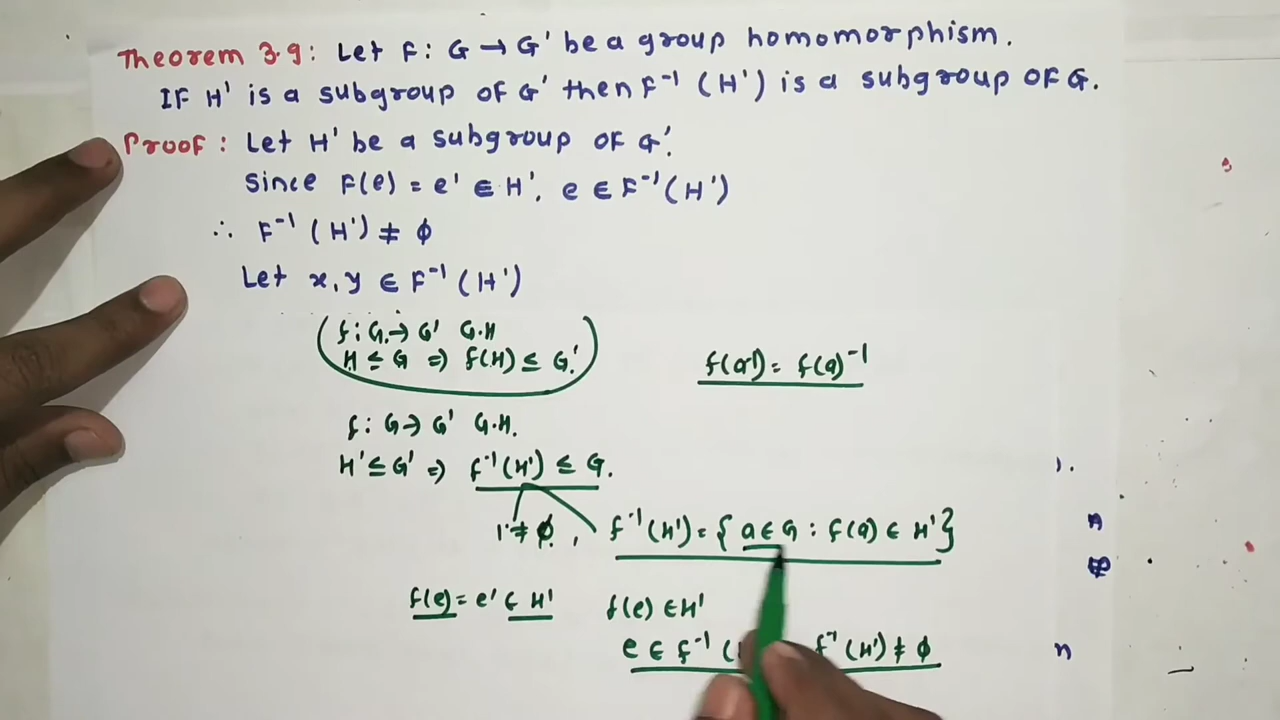 Theorem 3.9: Let F: G → G' be a group homomorphism.
IF H' is a subgroup OF G' then F⁻¹ (H') is a subgroup OF G.
Proof: Let H' be a subgroup OF G'.
Since F(e) = e' ∈ H', e ∈ F⁻¹(H')
∴ F⁻¹ (H') ≠ ϕ
Let x, y ∈ F⁻¹ (H')
f: G → G' G.H
H ≤ G ⇒ f(H) ≤ G'.
f(a⁻¹) = f(a)⁻¹
f: G → G' G.H.
H' ≤ G' ⇒ f⁻¹(H') ≤ G.
≠ ϕ. , f⁻¹(H') = { a ∈ G : f(a) ∈ H' }
f(e) = e' ∈ H' f(e) ∈ H'
e ∈ f⁻¹ ( f⁻¹(H') ≠ ϕ